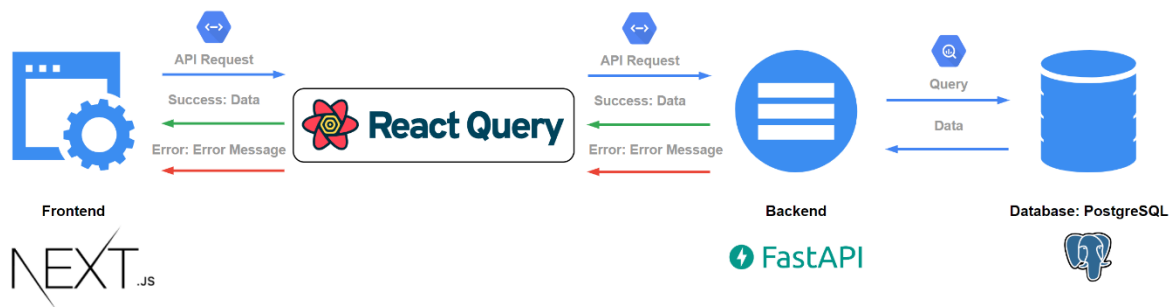 API Request
Success: Data
Error: Error Message
React Query
API Request
Success: Data
Error: Error Message
Query
Data
Frontend
Backend
Database: PostgreSQL
NEXT.JS
FastAPI